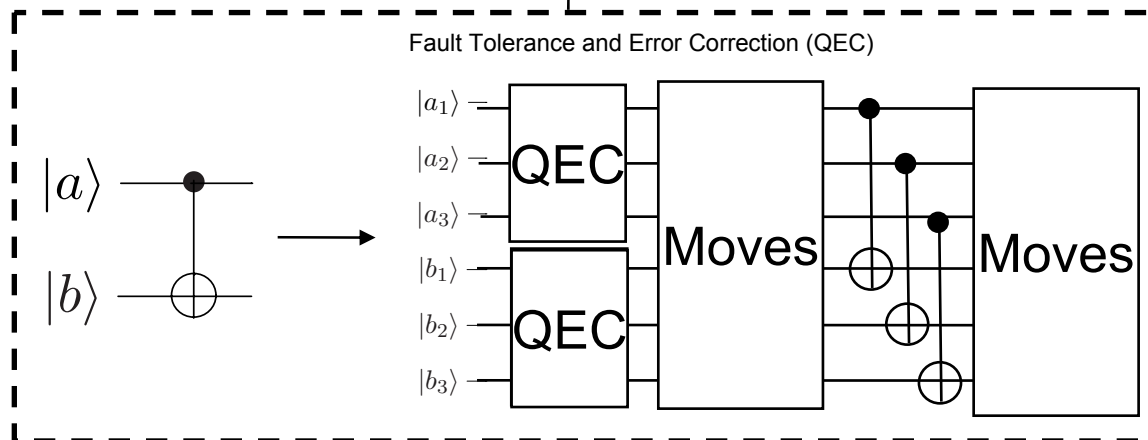 Fault Tolerance and Error Correction (QEC)
|a⟩
|b⟩
|a₁⟩
|a₂⟩
|a₃⟩
|b₁⟩
|b₂⟩
|b₃⟩
QEC
QEC
Moves
Moves